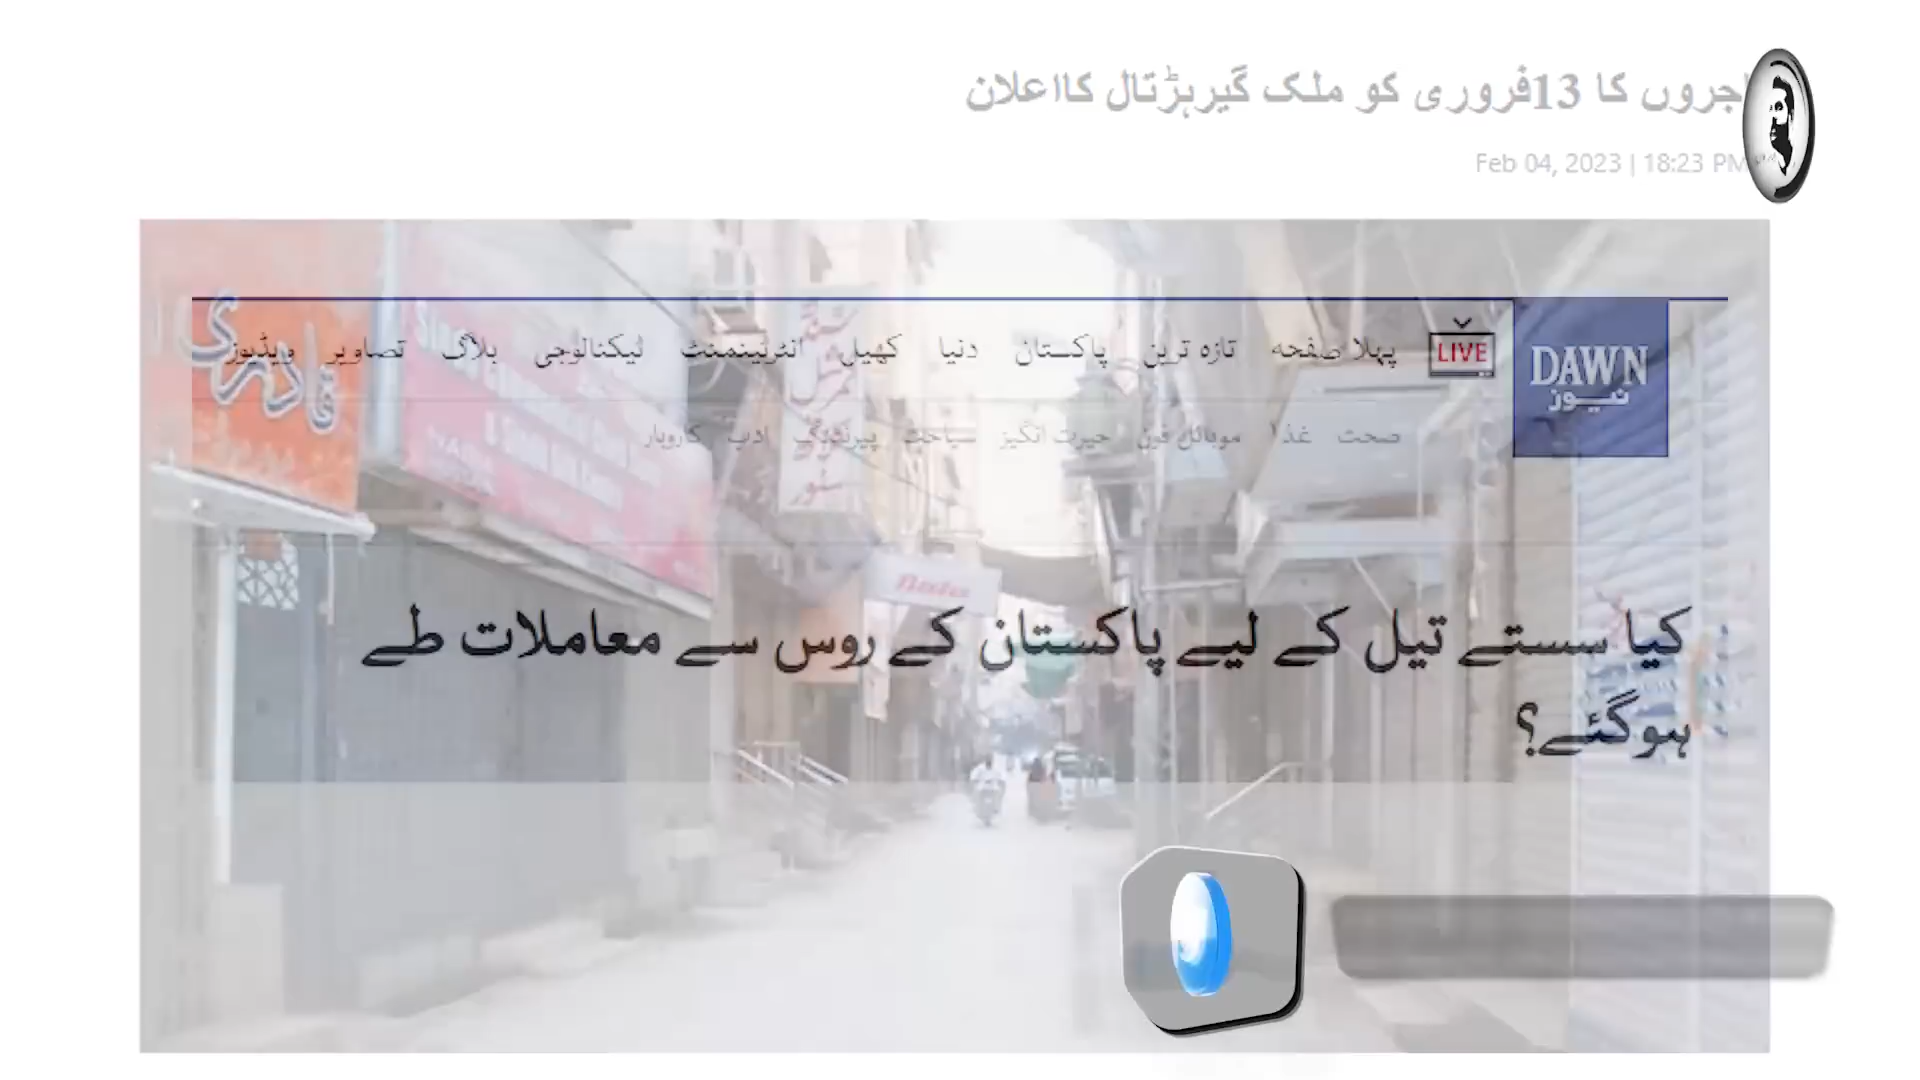 اجروں کا 13فروری کو ملک گیرہڑتال کااعلان
Feb 04, 2023 | 18:23 PM
DAWN
نیوز
LIVE
پہلا صفحہ تازہ ترین پاکستان دنیا کھیل انٹرٹینمنٹ ٹیکنالوجی بلاگ تصاویر ویڈیوز
صحت غذا موبائل فون حیرت انگیز سیاحت پیرنٹنگ ادب کاروبار
قادری
Bata
کیا سستے تیل کے لیے پاکستان کے روس سے معاملات طے
ہوگئے؟